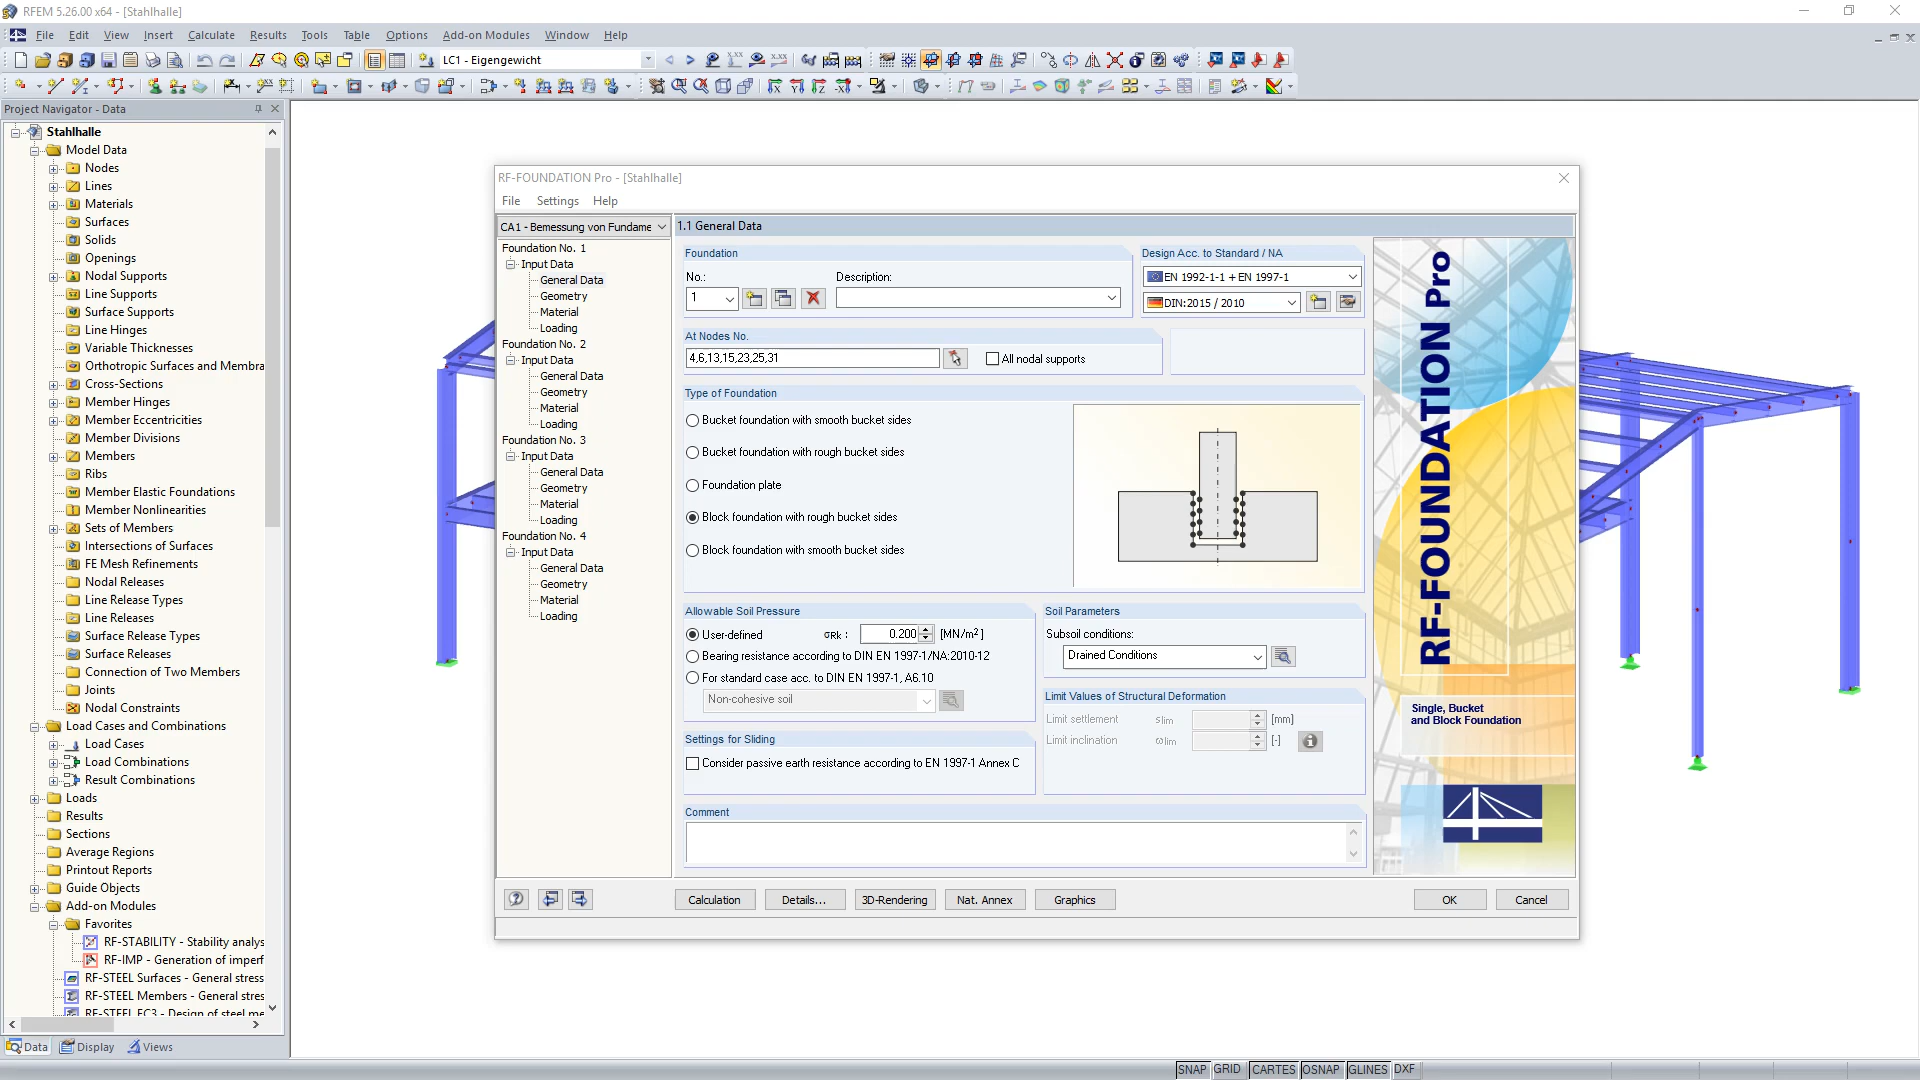 RFEM 5.26.00 x64 - [Stahlhalle]
File Edit View Insert Calculate Results Tools Table Options Add-on Modules Window Help
LC1 - Eigengewicht
Project Navigator - Data
Stahlhalle
Model Data
Nodes
Lines
Materials
Surfaces
Solids
Openings
Nodal Supports
Line Supports
Surface Supports
Line Hinges
Variable Thicknesses
Orthotropic Surfaces and Membra
Cross-Sections
Member Hinges
Member Eccentricities
Member Divisions
Members
Ribs
Member Elastic Foundations
Member Nonlinearities
Sets of Members
Intersections of Surfaces
FE Mesh Refinements
Nodal Releases
Line Release Types
Line Releases
Surface Release Types
Surface Releases
Connection of Two Members
Joints
Nodal Constraints
Load Cases and Combinations
Load Cases
Load Combinations
Result Combinations
Loads
Results
Sections
Average Regions
Printout Reports
Guide Objects
Add-on Modules
Favorites
RF-STABILITY - Stability analys
RF-IMP - Generation of imperf
RF-STEEL Surfaces - General stress
RF-STEEL Members - General stres
RF-STEEL EC3 - Design of steel me
Data Display Views
RF-FOUNDATION Pro - [Stahlhalle]
File Settings Help
CA1 - Bemessung von Fundame
Foundation No. 1
Input Data
General Data
Geometry
Material
Loading
Foundation No. 2
Input Data
General Data
Geometry
Material
Loading
Foundation No. 3
Input Data
General Data
Geometry
Material
Loading
Foundation No. 4
Input Data
General Data
Geometry
Material
Loading
1.1 General Data
Foundation
No.: Description:
1
Design Acc. to Standard / NA
EN 1992-1-1 + EN 1997-1
DIN:2015 / 2010
At Nodes No.
4,6,13,15,23,25,31
All nodal supports
Type of Foundation
Bucket foundation with smooth bucket sides
Bucket foundation with rough bucket sides
Foundation plate
Block foundation with rough bucket sides
Block foundation with smooth bucket sides
Allowable Soil Pressure
User-defined σRk : 0.200 [MN/m²]
Bearing resistance according to DIN EN 1997-1/NA:2010-12
For standard case acc. to DIN EN 1997-1, A6.10
Non-cohesive soil
Settings for Sliding
Consider passive earth resistance according to EN 1997-1 Annex C
Soil Parameters
Subsoil conditions:
Drained Conditions
Limit Values of Structural Deformation
Limit settlement slim [mm]
Limit inclination ωlim [-]
Comment
RF-FOUNDATION Pro
Single, Bucket
and Block Foundation
Calculation Details... 3D-Rendering Nat. Annex Graphics OK Cancel
SNAP GRID CARTES OSNAP GLINES DXF